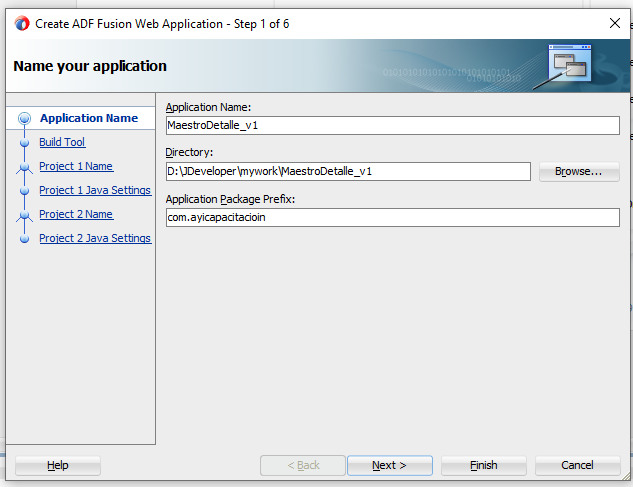 Create ADF Fusion Web Application - Step 1 of 6
Name your application
0101010101010101010101010101
01010101010
Application Name
Build Tool
Project 1 Name
Project 1 Java Settings
Project 2 Name
Project 2 Java Settings
Application Name:
MaestroDetalle_v1
Directory:
D:\JDeveloper\mywork\MaestroDetalle_v1
Browse...
Application Package Prefix:
com.ayicapacitacioin
Help
< Back
Next >
Finish
Cancel